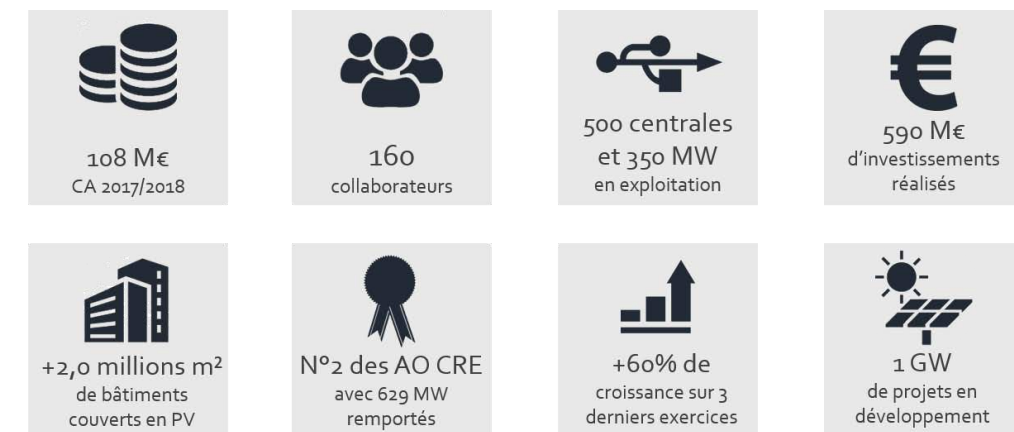 108 M€
CA 2017/2018
160
collaborateurs
500 centrales
et 350 MW
en exploitation
590 M€
d'investissements
réalisés
+2,0 millions m²
de bâtiments
couverts en PV
N°2 des AO CRE
avec 629 MW
remportés
+60% de
croissance sur 3
derniers exercices
1 GW
de projets en
développement